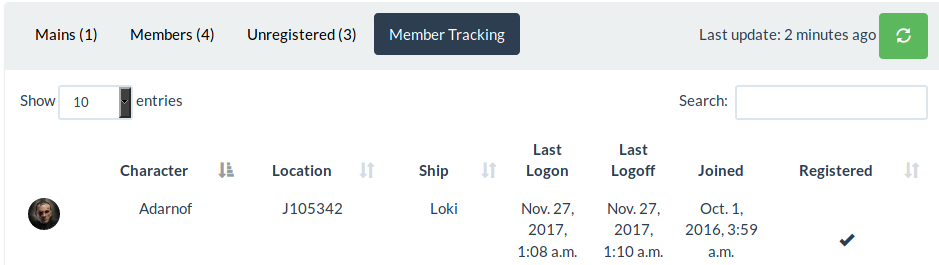 Mains (1) Members (4) Unregistered (3) Member Tracking Last update: 2 minutes ago
Show 10 entries Search:
Character Location Ship Last Logon Last Logoff Joined Registered
Adarnof J105342 Loki Nov. 27, 2017, 1:08 a.m. Nov. 27, 2017, 1:10 a.m. Oct. 1, 2016, 3:59 a.m.